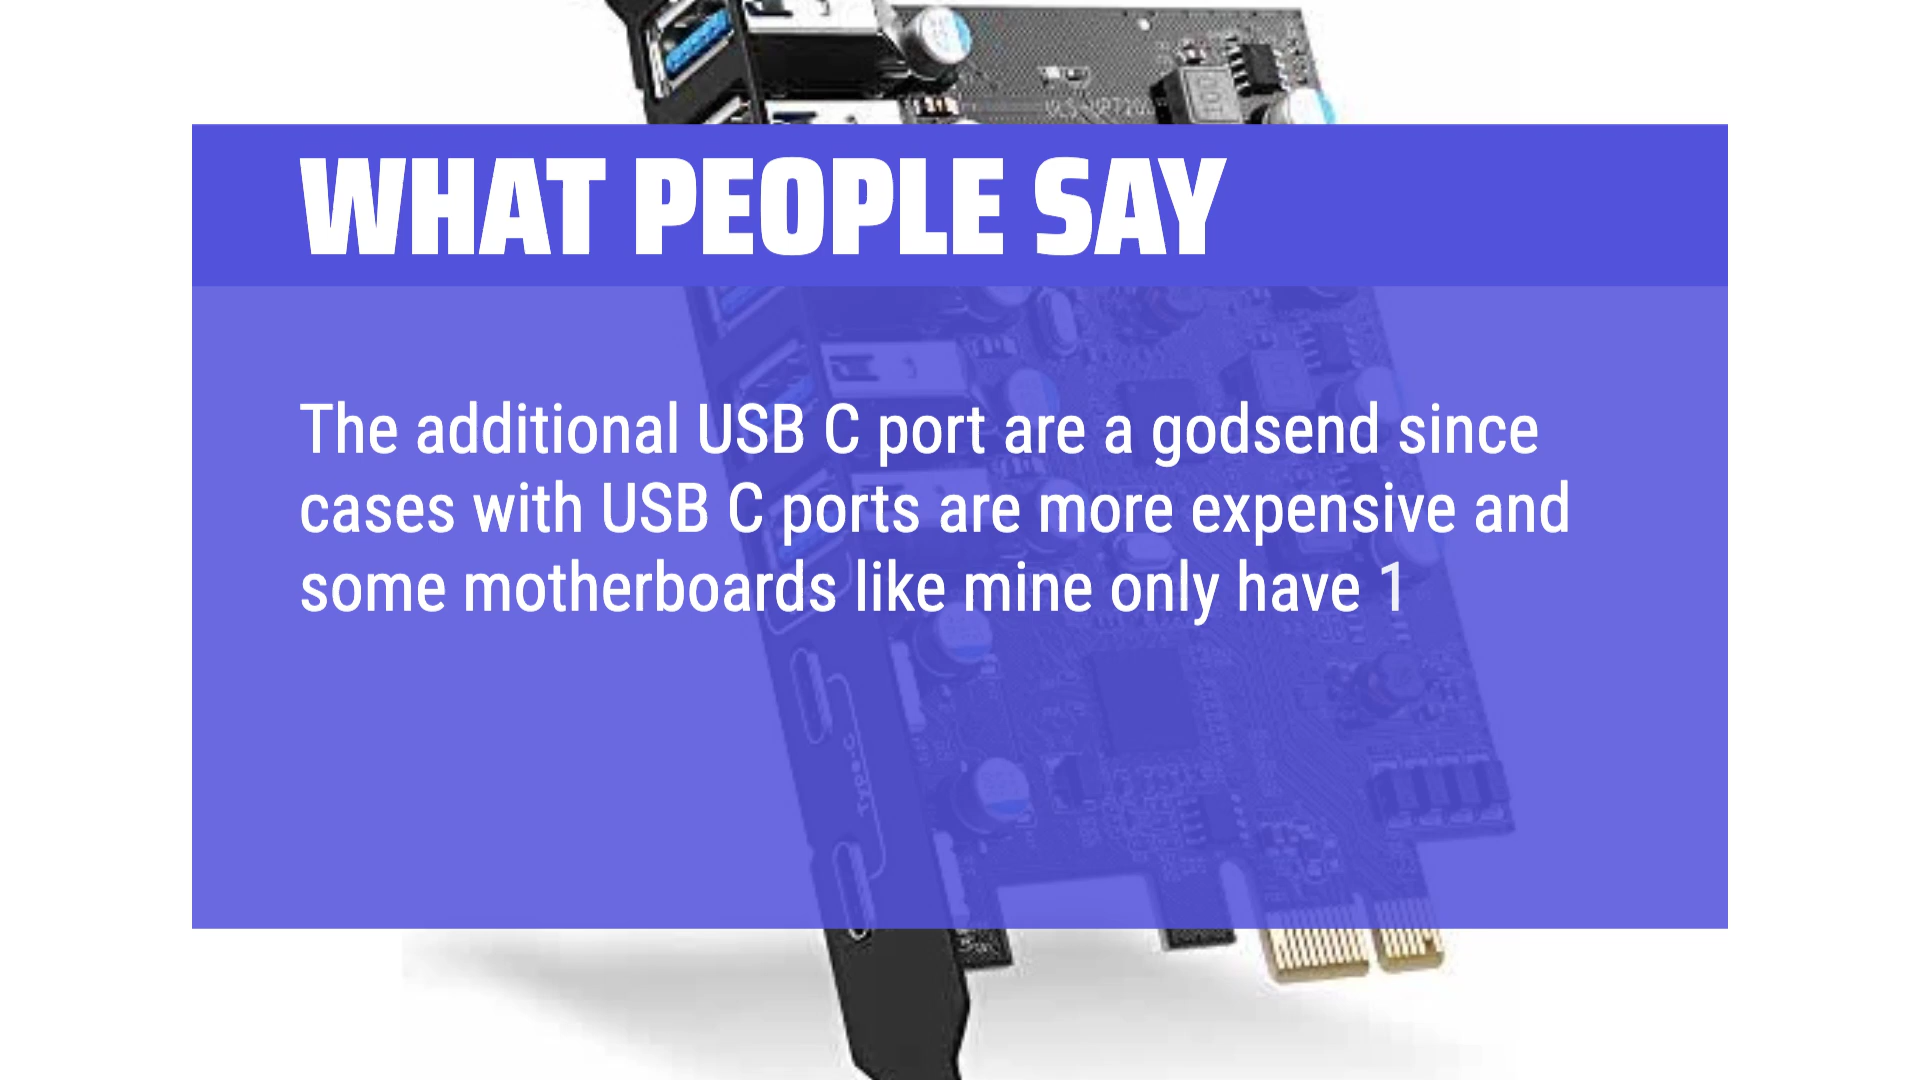 WHAT PEOPLE SAY
The additional USB C port are a godsend since
cases with USB C ports are more expensive and
some motherboards like mine only have 1
Type-C